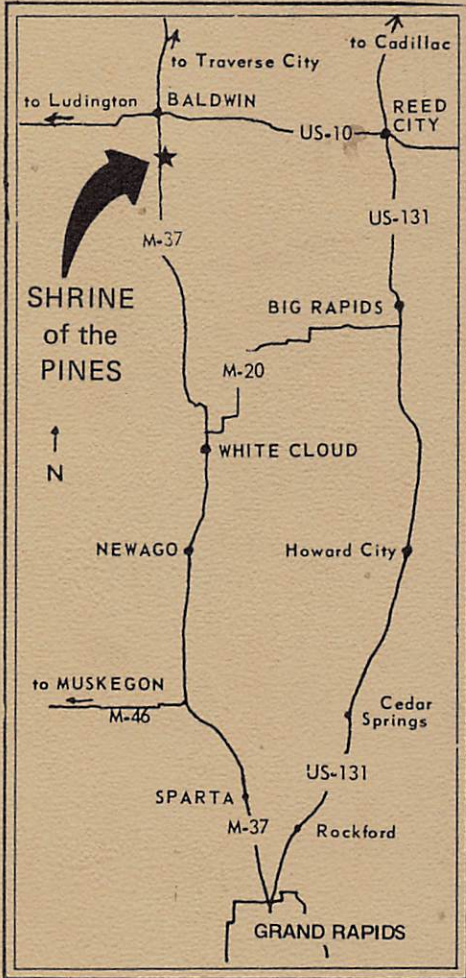 to Traverse City
to Cadillac
to Ludington
BALDWIN
REED
CITY
US-10
US-131
M-37
SHRINE
of the
PINES
BIG RAPIDS
M-20
N
WHITE CLOUD
NEWAGO
Howard City
to MUSKEGON
M-46
Cedar
Springs
US-131
SPARTA
M-37
Rockford
GRAND RAPIDS